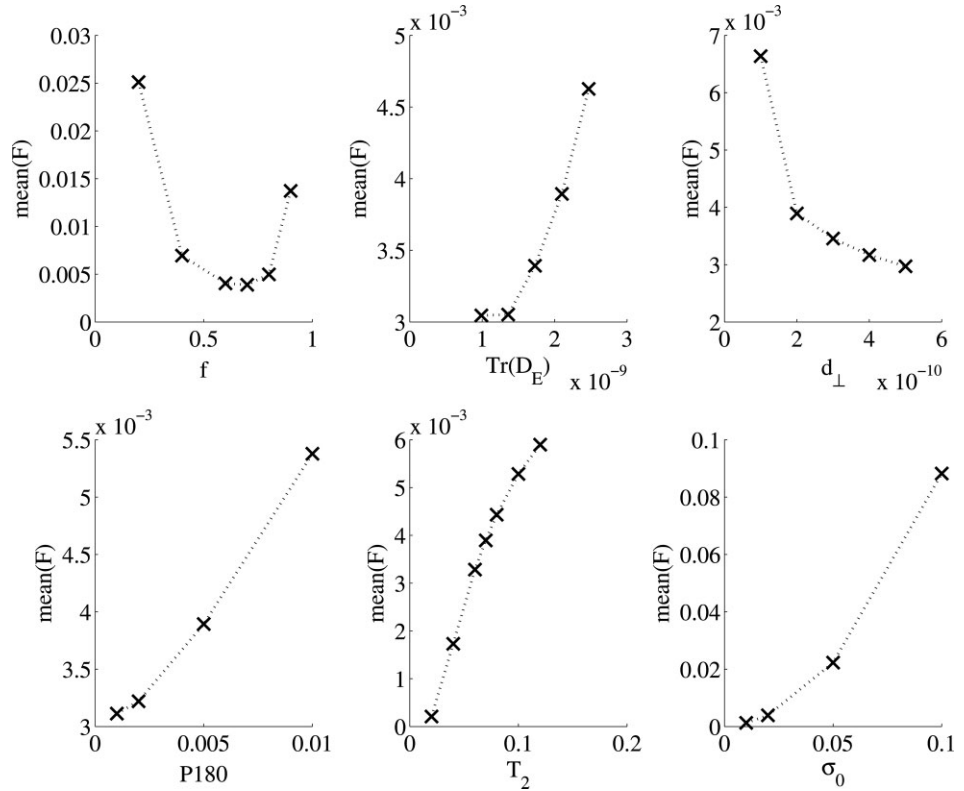 0.03
0.025
0.02
0.015
0.01
0.005
0
mean(F)
0 0.5 1
f
x 10⁻³
5
4.5
4
3.5
3
mean(F)
0 1 2 3
Tr(D_E) x 10⁻⁹
x 10⁻³
7
6
5
4
3
2
mean(F)
0 2 4 6
d_⊥ x 10⁻¹⁰
x 10⁻³
5.5
5
4.5
4
3.5
3
mean(F)
0 0.005 0.01
P180
x 10⁻³
6
5
4
3
2
1
0
mean(F)
0 0.1 0.2
T₂
0.1
0.08
0.06
0.04
0.02
0
mean(F)
0 0.05 0.1
σ₀